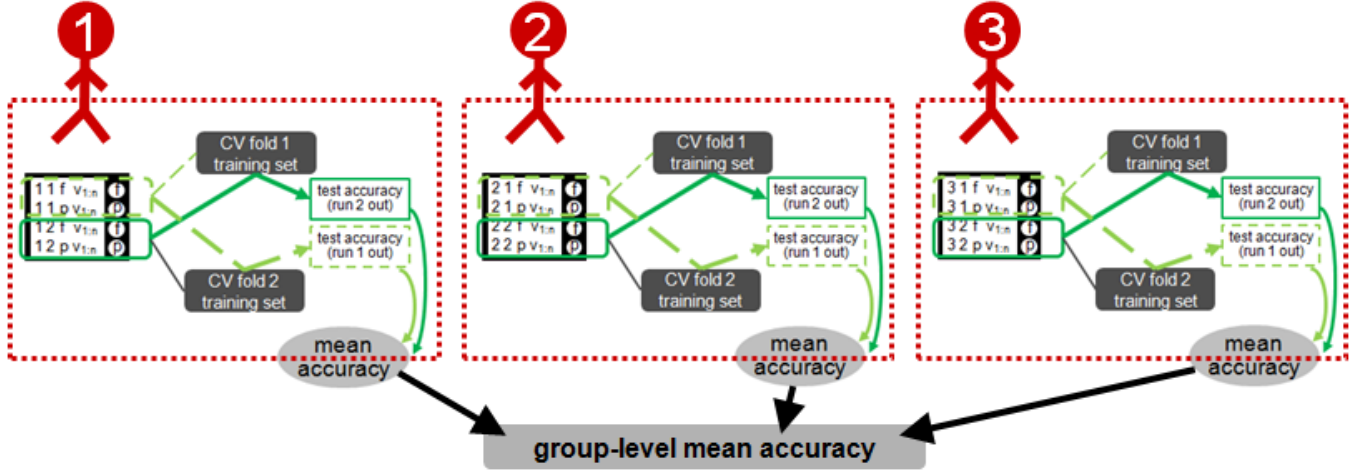 1
CV fold 1
training set
1 1 f v1:n f
1 1 p v1:n p
1 2 f v1:n f
1 2 p v1:n p
test accuracy
(run 2 out)
test accuracy
(run 1 out)
CV fold 2
training set
mean
accuracy
2
CV fold 1
training set
2 1 f v1:n f
2 1 p v1:n p
2 2 f v1:n f
2 2 p v1:n p
test accuracy
(run 2 out)
test accuracy
(run 1 out)
CV fold 2
training set
mean
accuracy
3
CV fold 1
training set
3 1 f v1:n f
3 1 p v1:n p
3 2 f v1:n f
3 2 p v1:n p
test accuracy
(run 2 out)
test accuracy
(run 1 out)
CV fold 2
training set
mean
accuracy
group-level mean accuracy